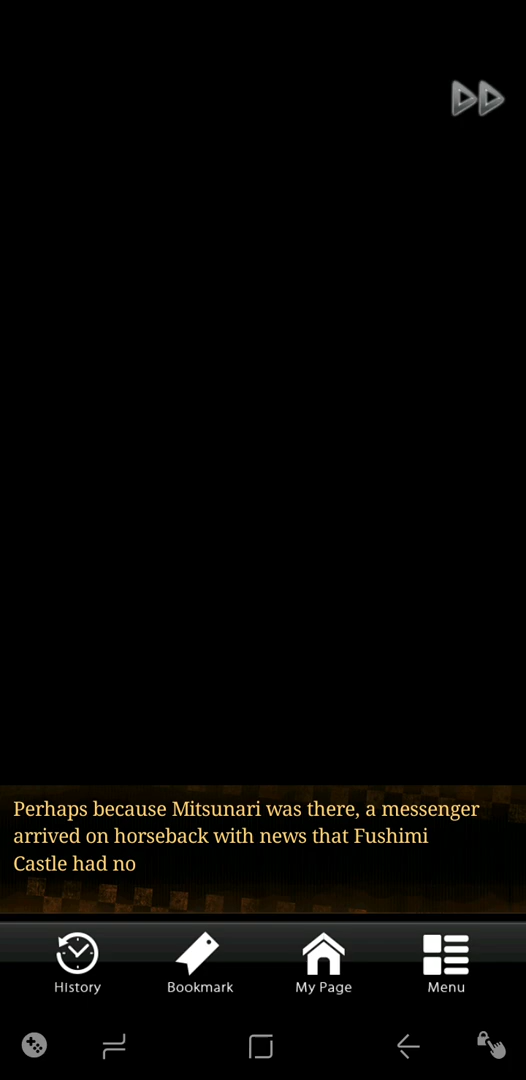 Perhaps because Mitsunari was there, a messenger
arrived on horseback with news that Fushimi
Castle had no
History
Bookmark
My Page
Menu